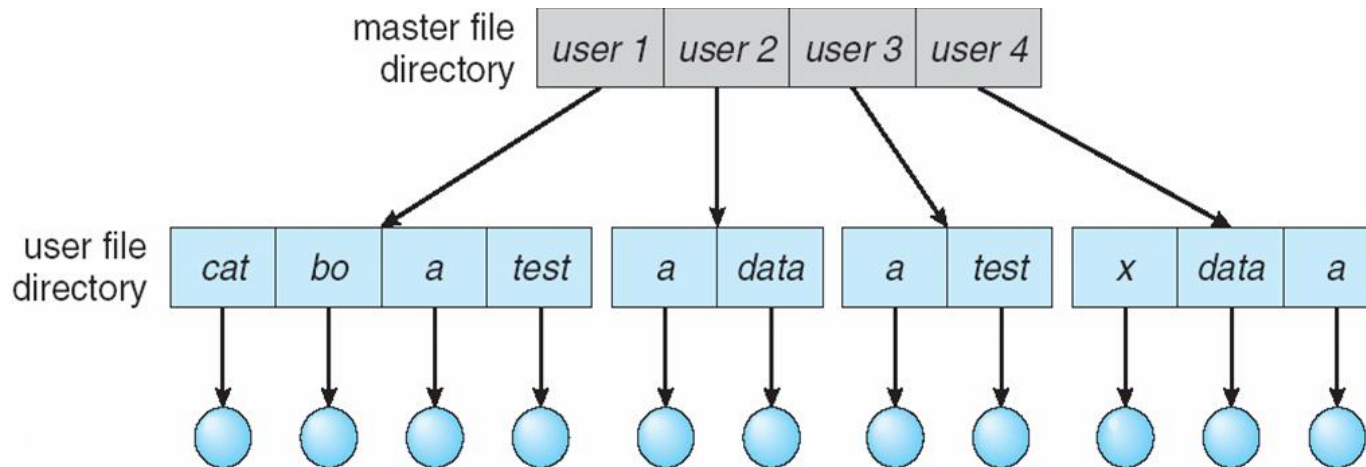 master file
directory
user 1 user 2 user 3 user 4
user file
directory
cat bo a test a data a test x data a